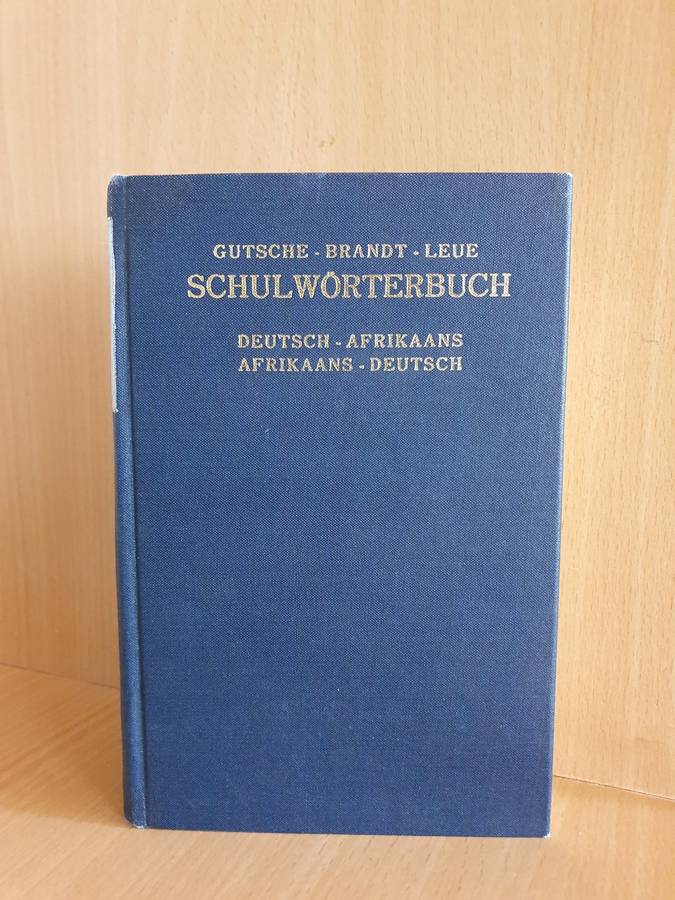 GUTSCHE - BRANDT - LEUE
SCHULWÖRTERBUCH
DEUTSCH - AFRIKAANS
AFRIKAANS - DEUTSCH